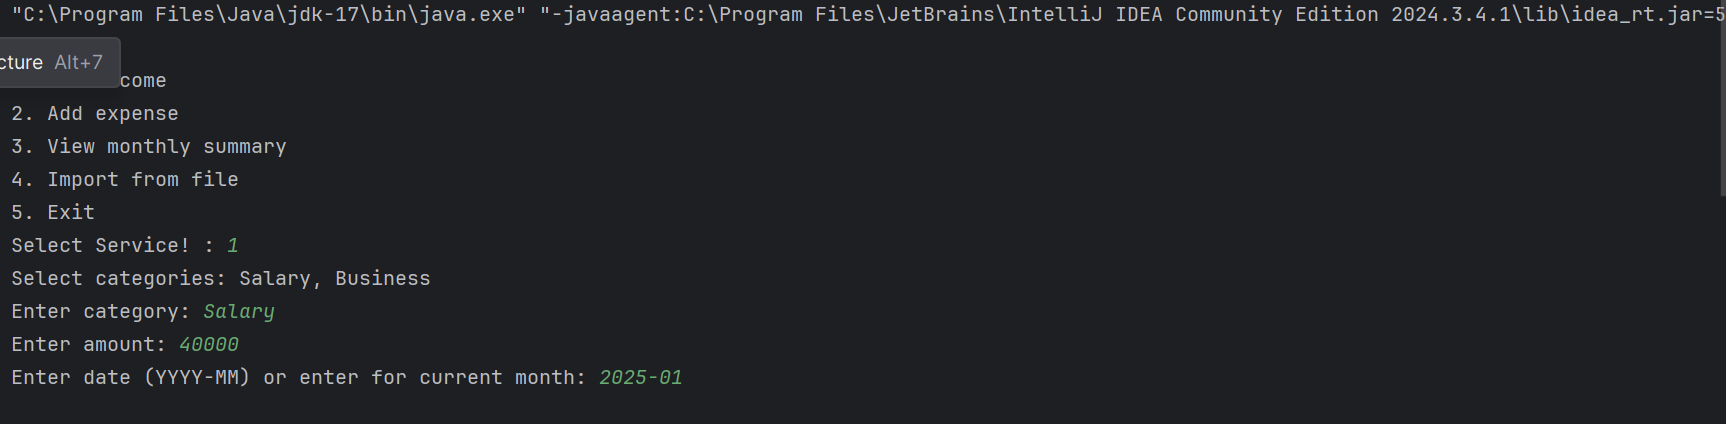 "C:\Program Files\Java\jdk-17\bin\java.exe" "-javaagent:C:\Program Files\JetBrains\IntelliJ IDEA Community Edition 2024.3.4.1\lib\idea_rt.jar=5
cture Alt+7
come
2. Add expense
3. View monthly summary
4. Import from file
5. Exit
Select Service! : 1
Select categories: Salary, Business
Enter category: Salary
Enter amount: 40000
Enter date (YYYY-MM) or enter for current month: 2025-01